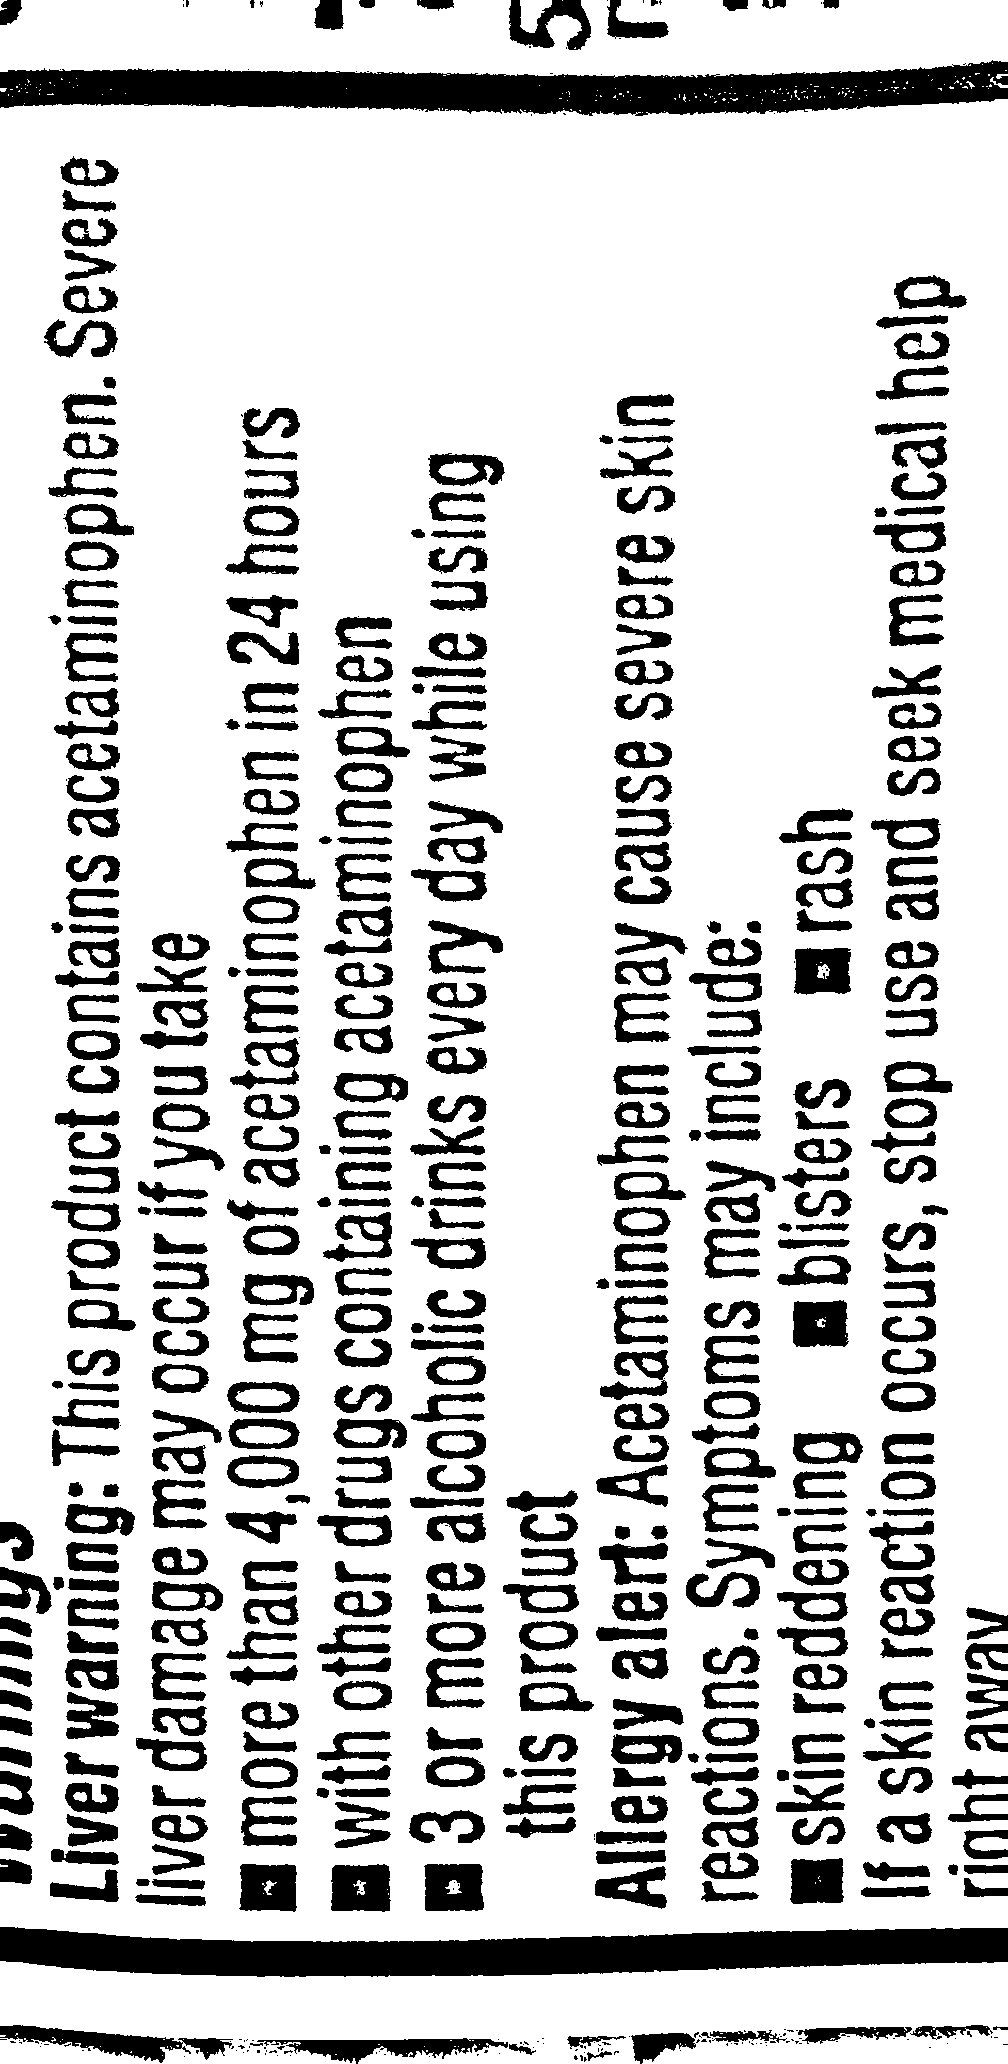 Warnings
Liver warning: This product contains acetaminophen. Severe
liver damage may occur if you take
■ more than 4,000 mg of acetaminophen in 24 hours
■ with other drugs containing acetaminophen
■ 3 or more alcoholic drinks every day while using
this product
Allergy alert: Acetaminophen may cause severe skin
reactions. Symptoms may include:
■ skin reddening ■ blisters ■ rash
If a skin reaction occurs, stop use and seek medical help
right away